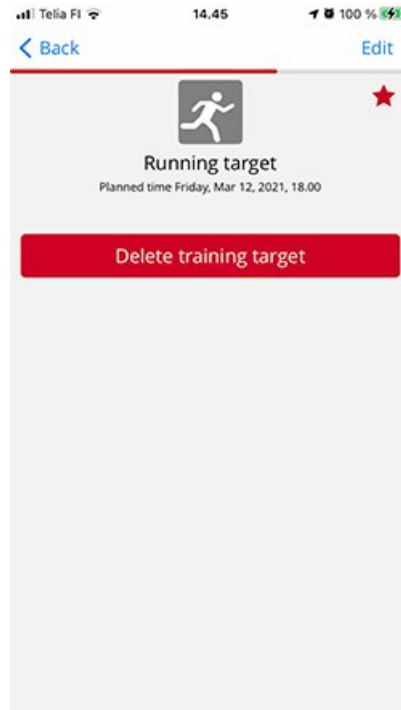 Telia FI 14.45 100 %
Back Edit
Running target
Planned time Friday, Mar 12, 2021, 18.00
Delete training target